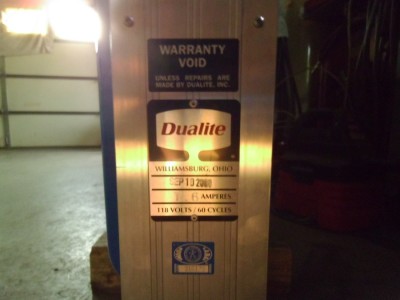 WARRANTY
VOID
UNLESS REPAIRS ARE
MADE BY DUALITE, INC.
Dualite
WILLIAMSBURG, OHIO
SEP 13 2000
AMPERES
118 VOLTS / 60 CYCLES